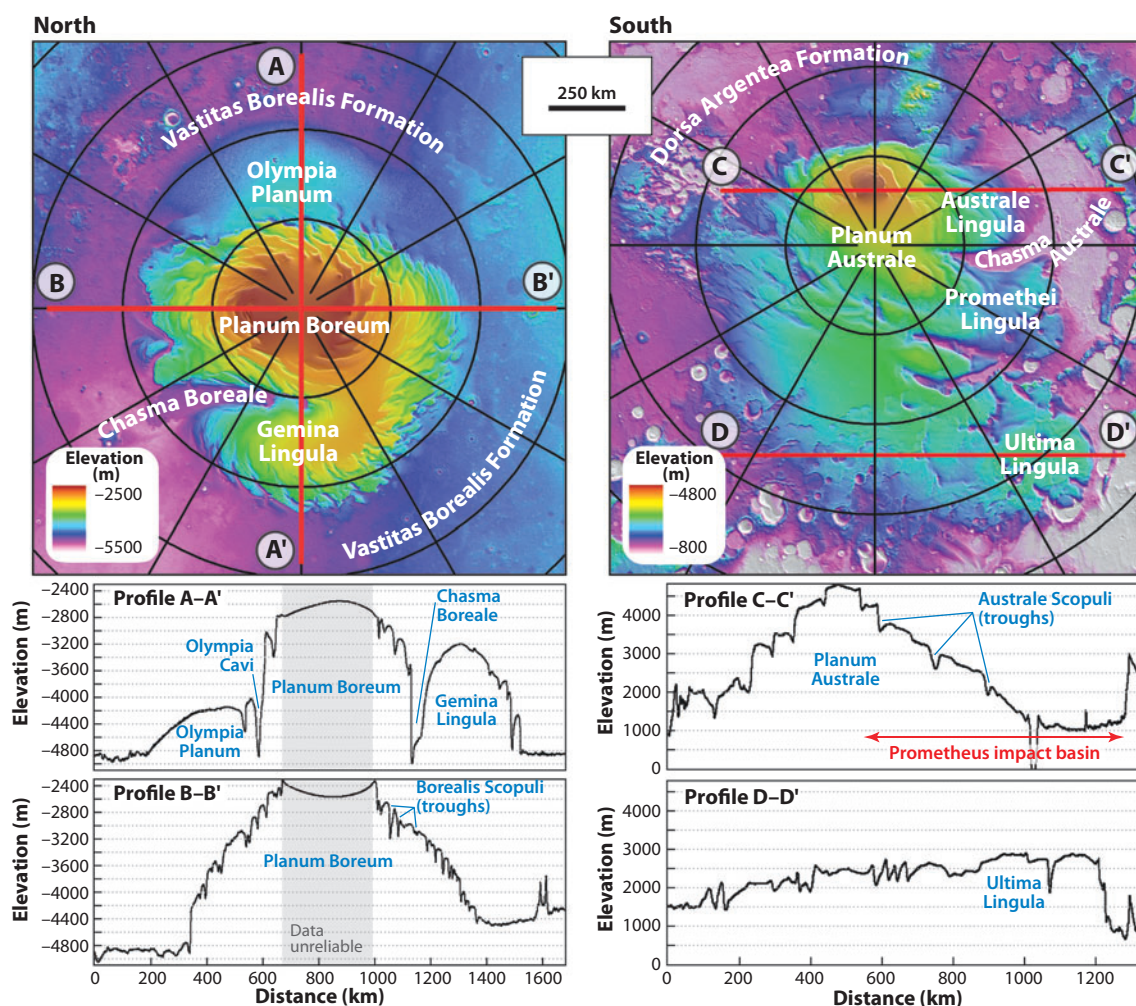 North
South
250 km
A
Vastitas Borealis Formation
Olympia
Planum
B
B'
Planum Boreum
Chasma Boreale
Gemina
Lingula
Vastitas Borealis Formation
A'
Elevation
(m)
–2500
–5500
Dorsa Argentea Formation
C
C'
Australe
Lingula
Planum
Australe
Chasma
Australe
Promethei
Lingula
D
D'
Ultima
Lingula
Elevation
(m)
–4800
–800
Profile A–A'
Elevation (m)
–2400
–2800
–3200
–3600
–4000
–4400
–4800
Olympia
Cavi
Olympia
Planum
Planum Boreum
Chasma
Boreale
Gemina
Lingula
Profile B–B'
Elevation (m)
–2400
–2800
–3200
–3600
–4000
–4400
–4800
Borealis Scopuli
(troughs)
Planum Boreum
Data
unreliable
0 200 400 600 800 1000 1200 1400 1600
Distance (km)
Profile C–C'
Elevation (m)
4000
3000
2000
1000
0
Australe Scopuli
(troughs)
Planum
Australe
Prometheus impact basin
Profile D–D'
Elevation (m)
4000
3000
2000
1000
0
Ultima
Lingula
0 200 400 600 800 1000 1200
Distance (km)